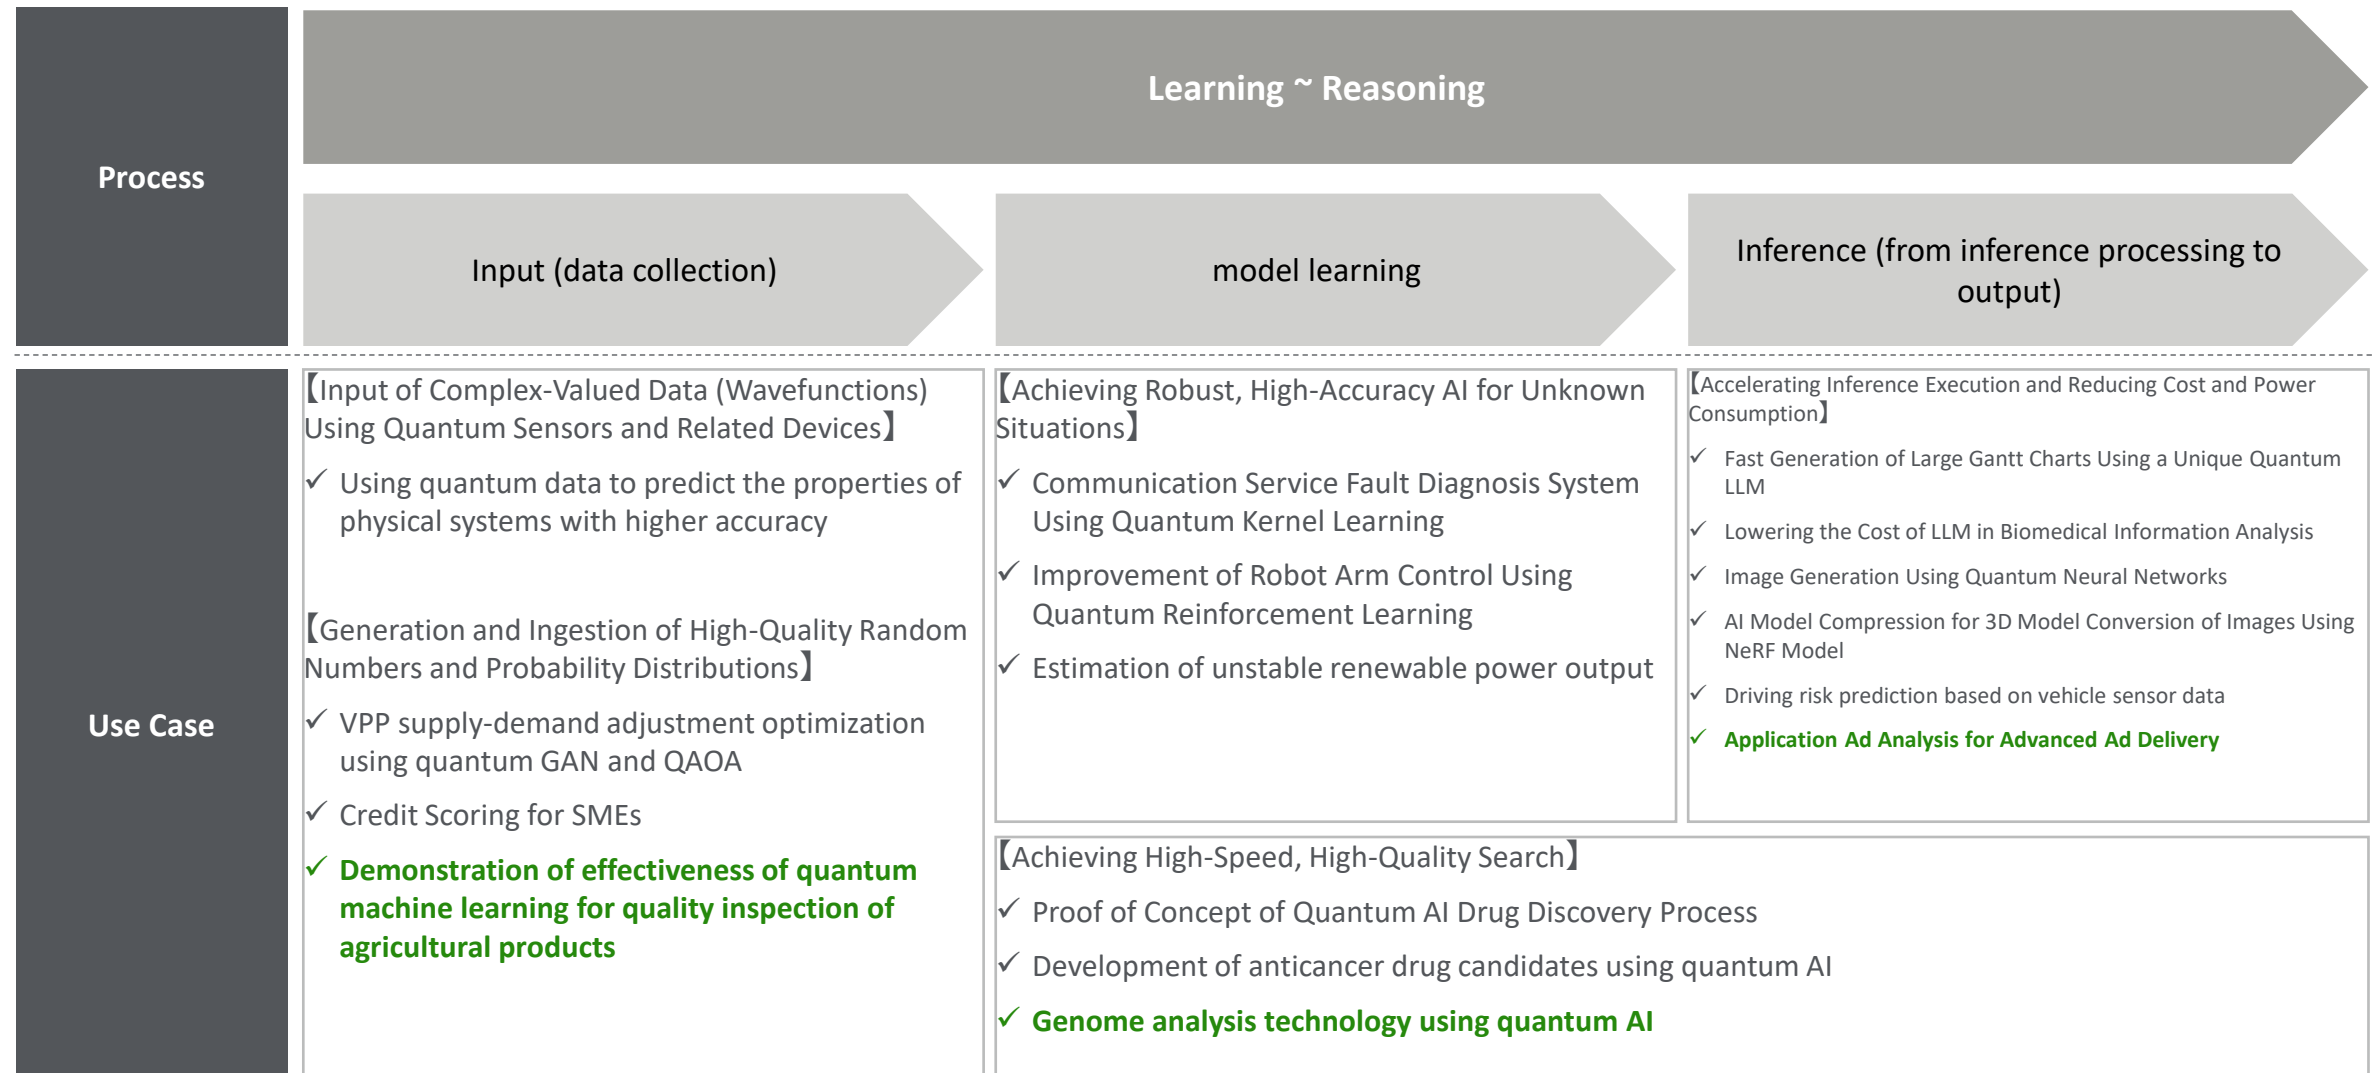 Process
Learning ~ Reasoning
Input (data collection)
model learning
Inference (from inference processing to
output)
Use Case
【Input of Complex-Valued Data (Wavefunctions)
Using Quantum Sensors and Related Devices】
✓ Using quantum data to predict the properties of
physical systems with higher accuracy
【Generation and Ingestion of High-Quality Random
Numbers and Probability Distributions】
✓ VPP supply-demand adjustment optimization
using quantum GAN and QAOA
✓ Credit Scoring for SMEs
✓ Demonstration of effectiveness of quantum
machine learning for quality inspection of
agricultural products
【Achieving Robust, High-Accuracy AI for Unknown
Situations】
✓ Communication Service Fault Diagnosis System
Using Quantum Kernel Learning
✓ Improvement of Robot Arm Control Using
Quantum Reinforcement Learning
✓ Estimation of unstable renewable power output
【Accelerating Inference Execution and Reducing Cost and Power
Consumption】
✓ Fast Generation of Large Gantt Charts Using a Unique Quantum
LLM
✓ Lowering the Cost of LLM in Biomedical Information Analysis
✓ Image Generation Using Quantum Neural Networks
✓ AI Model Compression for 3D Model Conversion of Images Using
NeRF Model
✓ Driving risk prediction based on vehicle sensor data
✓ Application Ad Analysis for Advanced Ad Delivery
【Achieving High-Speed, High-Quality Search】
✓ Proof of Concept of Quantum AI Drug Discovery Process
✓ Development of anticancer drug candidates using quantum AI
✓ Genome analysis technology using quantum AI